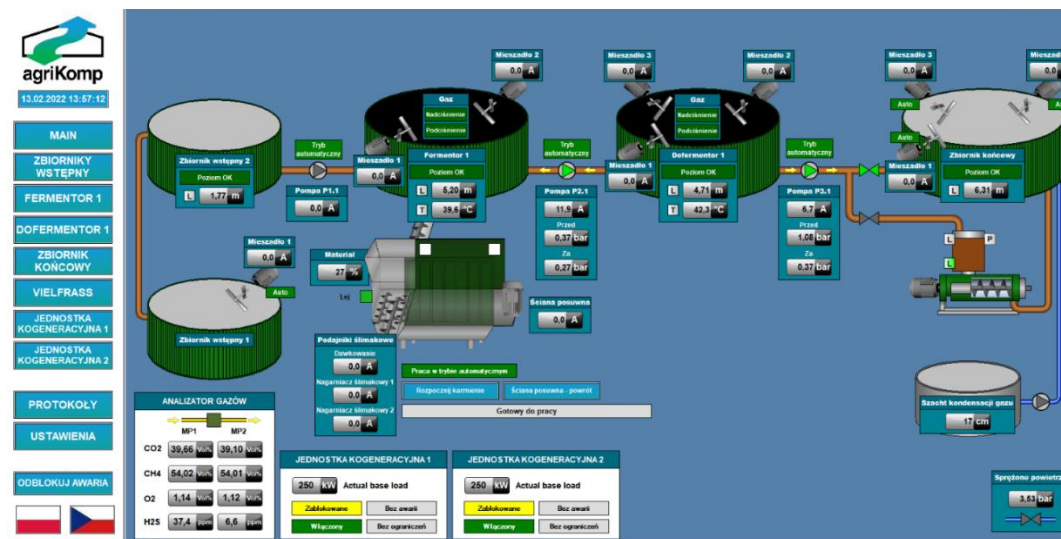 agriKomp
13.02.2022 13:57:12
MAIN
ZBIORNIKY
WSTĘPNY
FERMENTOR 1
DOFERMENTOR 1
ZBIORNIK
KOŃCOWY
VIELFRASS
JEDNOSTKA
KOGENERACYJNA 1
JEDNOSTKA
KOGENERACYJNA 2
PROTOKOŁY
USTAWIENIA
ODBLOKUJ AWARIA
Zbiornik wstępny 2
Poziom OK
L 1,77 m
Mieszadło 1
0,0 A
Auto
Zbiornik wstępny 1
Tryb
automatyczny
Pompa P1.1
0,0 A
Mieszadło 2
0,0 A
Gaz
Nadciśnienie
Podciśnienie
Mieszadło 1
0,0 A
Fermentor 1
Poziom OK
L 5,20 m
T 39,6 °C
Tryb
automatyczny
Pompa P2.1
11,9 A
Przed
0,37 bar
Za
0,27 bar
Mieszadło 3
0,0 A
Mieszadło 2
0,0 A
Gaz
Nadciśnienie
Podciśnienie
Mieszadło 1
0,0 A
Dofermentor 1
Poziom OK
L 4,71 m
T 42,3 °C
Tryb
automatyczny
Pompa P3.1
6,7 A
Przed
1,08 bar
Za
0,37 bar
Mieszadło 3
0,0 A
Mieszad
0,0 A
Auto
Auto
Mieszadło 1
0,0 A
Zbiornik końcowy
Poziom OK
L 6,31 m
L P
L
Materiał
27 %
Lej
Ściana posuwna
0,0 A
Podajniki ślimakowe
Dawkowanie
0,0 A
Nagarniacz ślimakowy 1
0,0 A
Nagarniacz ślimakowy 2
0,0 A
Praca w trybie automatycznym
Rozpocznij karmienie
Ściana posuwna - powrót
Gotowy do pracy
Szacht kondensacji gazu
17 cm
Sprężono powietrz
3,53 bar
ANALIZATOR GAZÓW
MP1 MP2
CO2 39,66 Vol% 39,10 Vol%
CH4 54,02 Vol% 54,01 Vol%
O2 1,14 Vol% 1,12 Vol%
H2S 37,4 ppm 6,6 ppm
JEDNOSTKA KOGENERACYJNA 1
250 kW Actual base load
Zablokowane Bez awarii
Włączony Bez ograniczeń
JEDNOSTKA KOGENERACYJNA 2
250 kW Actual base load
Zablokowane Bez awarii
Włączony Bez ograniczeń